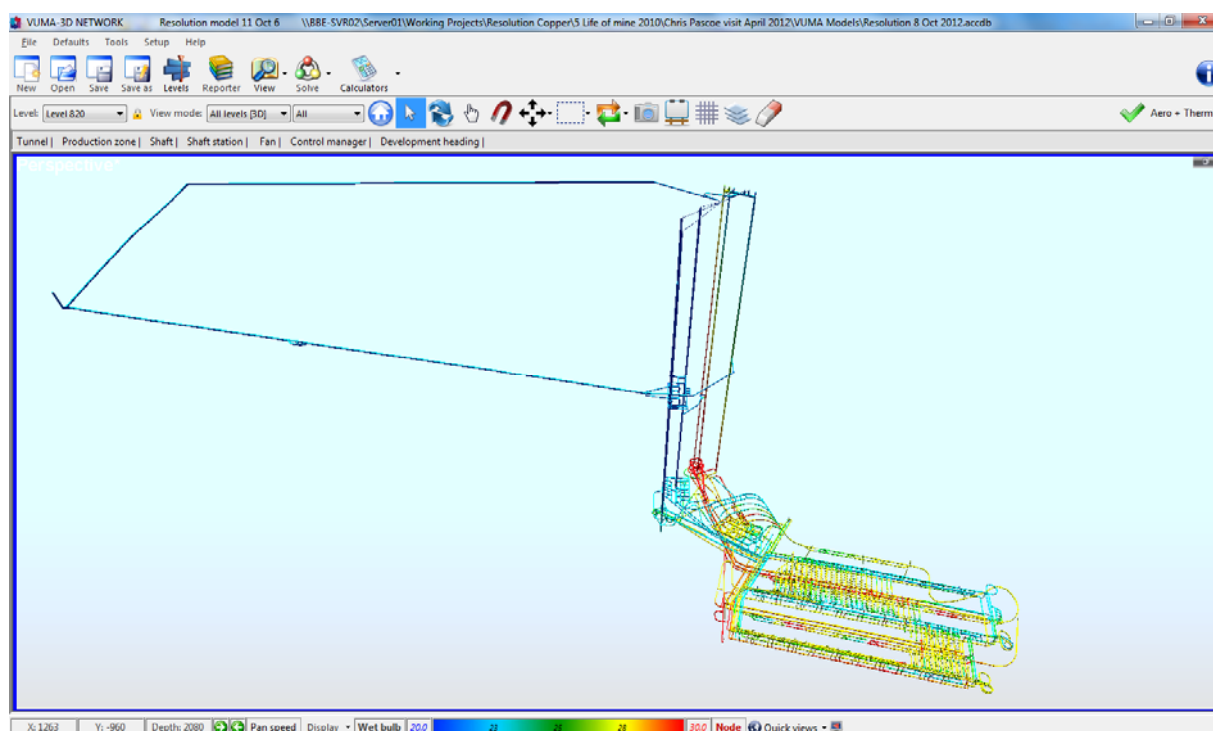 VUMA-3D NETWORK Resolution model 11 Oct 6 \\BBE-SVR02\Server01\Working Projects\Resolution Copper\5 Life of mine 2010\Chris Pascoe visit April 2012\VUMA Models\Resolution 8 Oct 2012.accdb
File Defaults Tools Setup Help
New Open Save Save as Levels Reporter View Solve Calculators
Level: Level 820 View mode: All levels [3D] All Aero + Therm
Tunnel | Production zone | Shaft | Shaft station | Fan | Control manager | Development heading |
Perspective
X: 1263 Y: -960 Depth: 2080 Pan speed Display Wet bulb 20.0 23 26 28 30.0 Node Quick views